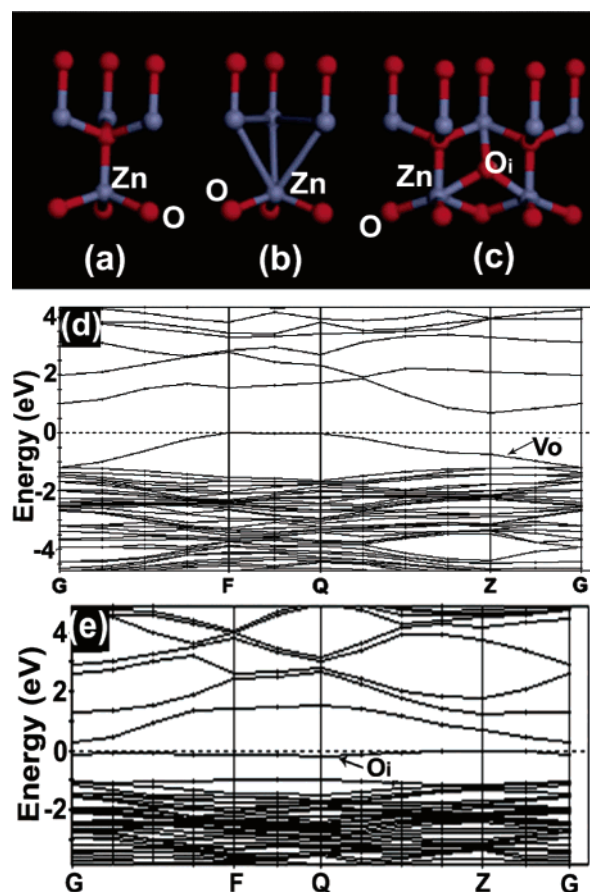 Zn
O
(a)
O
Zn
(b)
Zn
Oi
O
(c)
(d)
Energy (eV)
4
2
0
-2
-4
Vo
G F Q Z G
(e)
Energy (eV)
4
2
0
-2
Oi
G F Q Z G